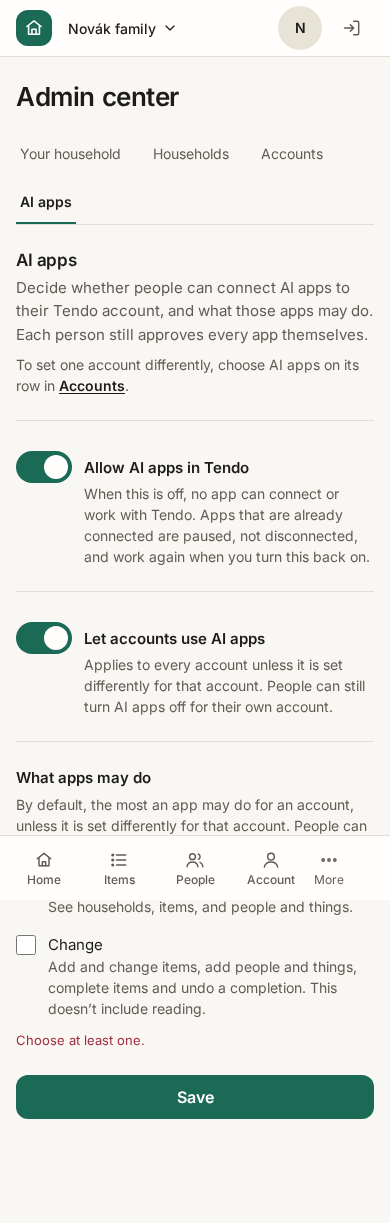 Novák family
N
Admin center
Your household
Households
Accounts
AI apps
AI apps
Decide whether people can connect AI apps to
their Tendo account, and what those apps may do.
Each person still approves every app themselves.
To set one account differently, choose AI apps on its
row in Accounts.
Allow AI apps in Tendo
When this is off, no app can connect or
work with Tendo. Apps that are already
connected are paused, not disconnected,
and work again when you turn this back on.
Let accounts use AI apps
Applies to every account unless it is set
differently for that account. People can still
turn AI apps off for their own account.
What apps may do
By default, the most an app may do for an account,
unless it is set differently for that account. People can
Home
Items
People
Account
More
See households, items, and people and things.
Change
Add and change items, add people and things,
complete items and undo a completion. This
doesn’t include reading.
Choose at least one.
Save